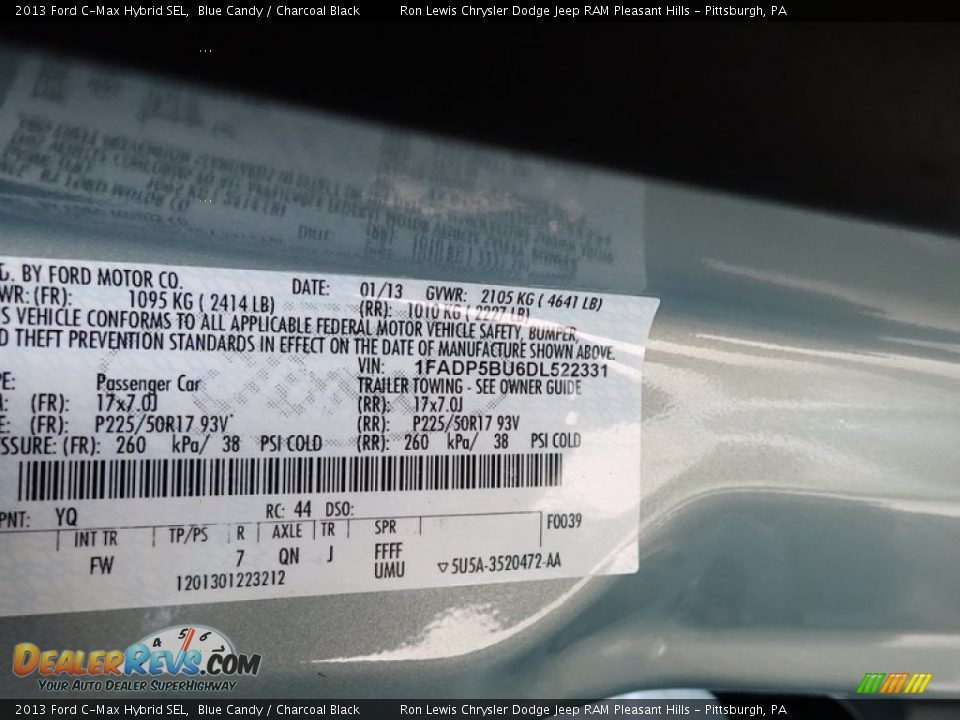 2013 Ford C-Max Hybrid SEL,  Blue Candy / Charcoal Black  Ron Lewis Chrysler Dodge Jeep RAM Pleasant Hills - Pittsburgh, PA
BY FORD MOTOR CO. DATE: 01/13 GVWR: 2105 KG ( 4641 LB)
WR: (FR): 1095 KG ( 2414 LB) (RR): 1010 KG ( 2227 LB)
S VEHICLE CONFORMS TO ALL APPLICABLE FEDERAL MOTOR VEHICLE SAFETY, BUMPER,
D THEFT PREVENTION STANDARDS IN EFFECT ON THE DATE OF MANUFACTURE SHOWN ABOVE.
VIN: 1FADP5BU6DL522331
PE: Passenger Car TRAILER TOWING - SEE OWNER GUIDE
(FR): 17x7.0J (RR): 17x7.0J
E: (FR): P225/50R17 93V (RR): P225/50R17 93V
SSURE: (FR): 260 kPa/ 38 PSI COLD (RR): 260 kPa/ 38 PSI COLD
PNT: YQ RC: 44 DSO:
INT TR TP/PS R AXLE TR SPR F0039
FW 7 QN J FFFF
UMU
1201301223212 ▽5U5A-3520472-AA
4 5 6
DealerRevs.com
Your Auto Dealer SuperHighway
2013 Ford C-Max Hybrid SEL,  Blue Candy / Charcoal Black  Ron Lewis Chrysler Dodge Jeep RAM Pleasant Hills - Pittsburgh, PA